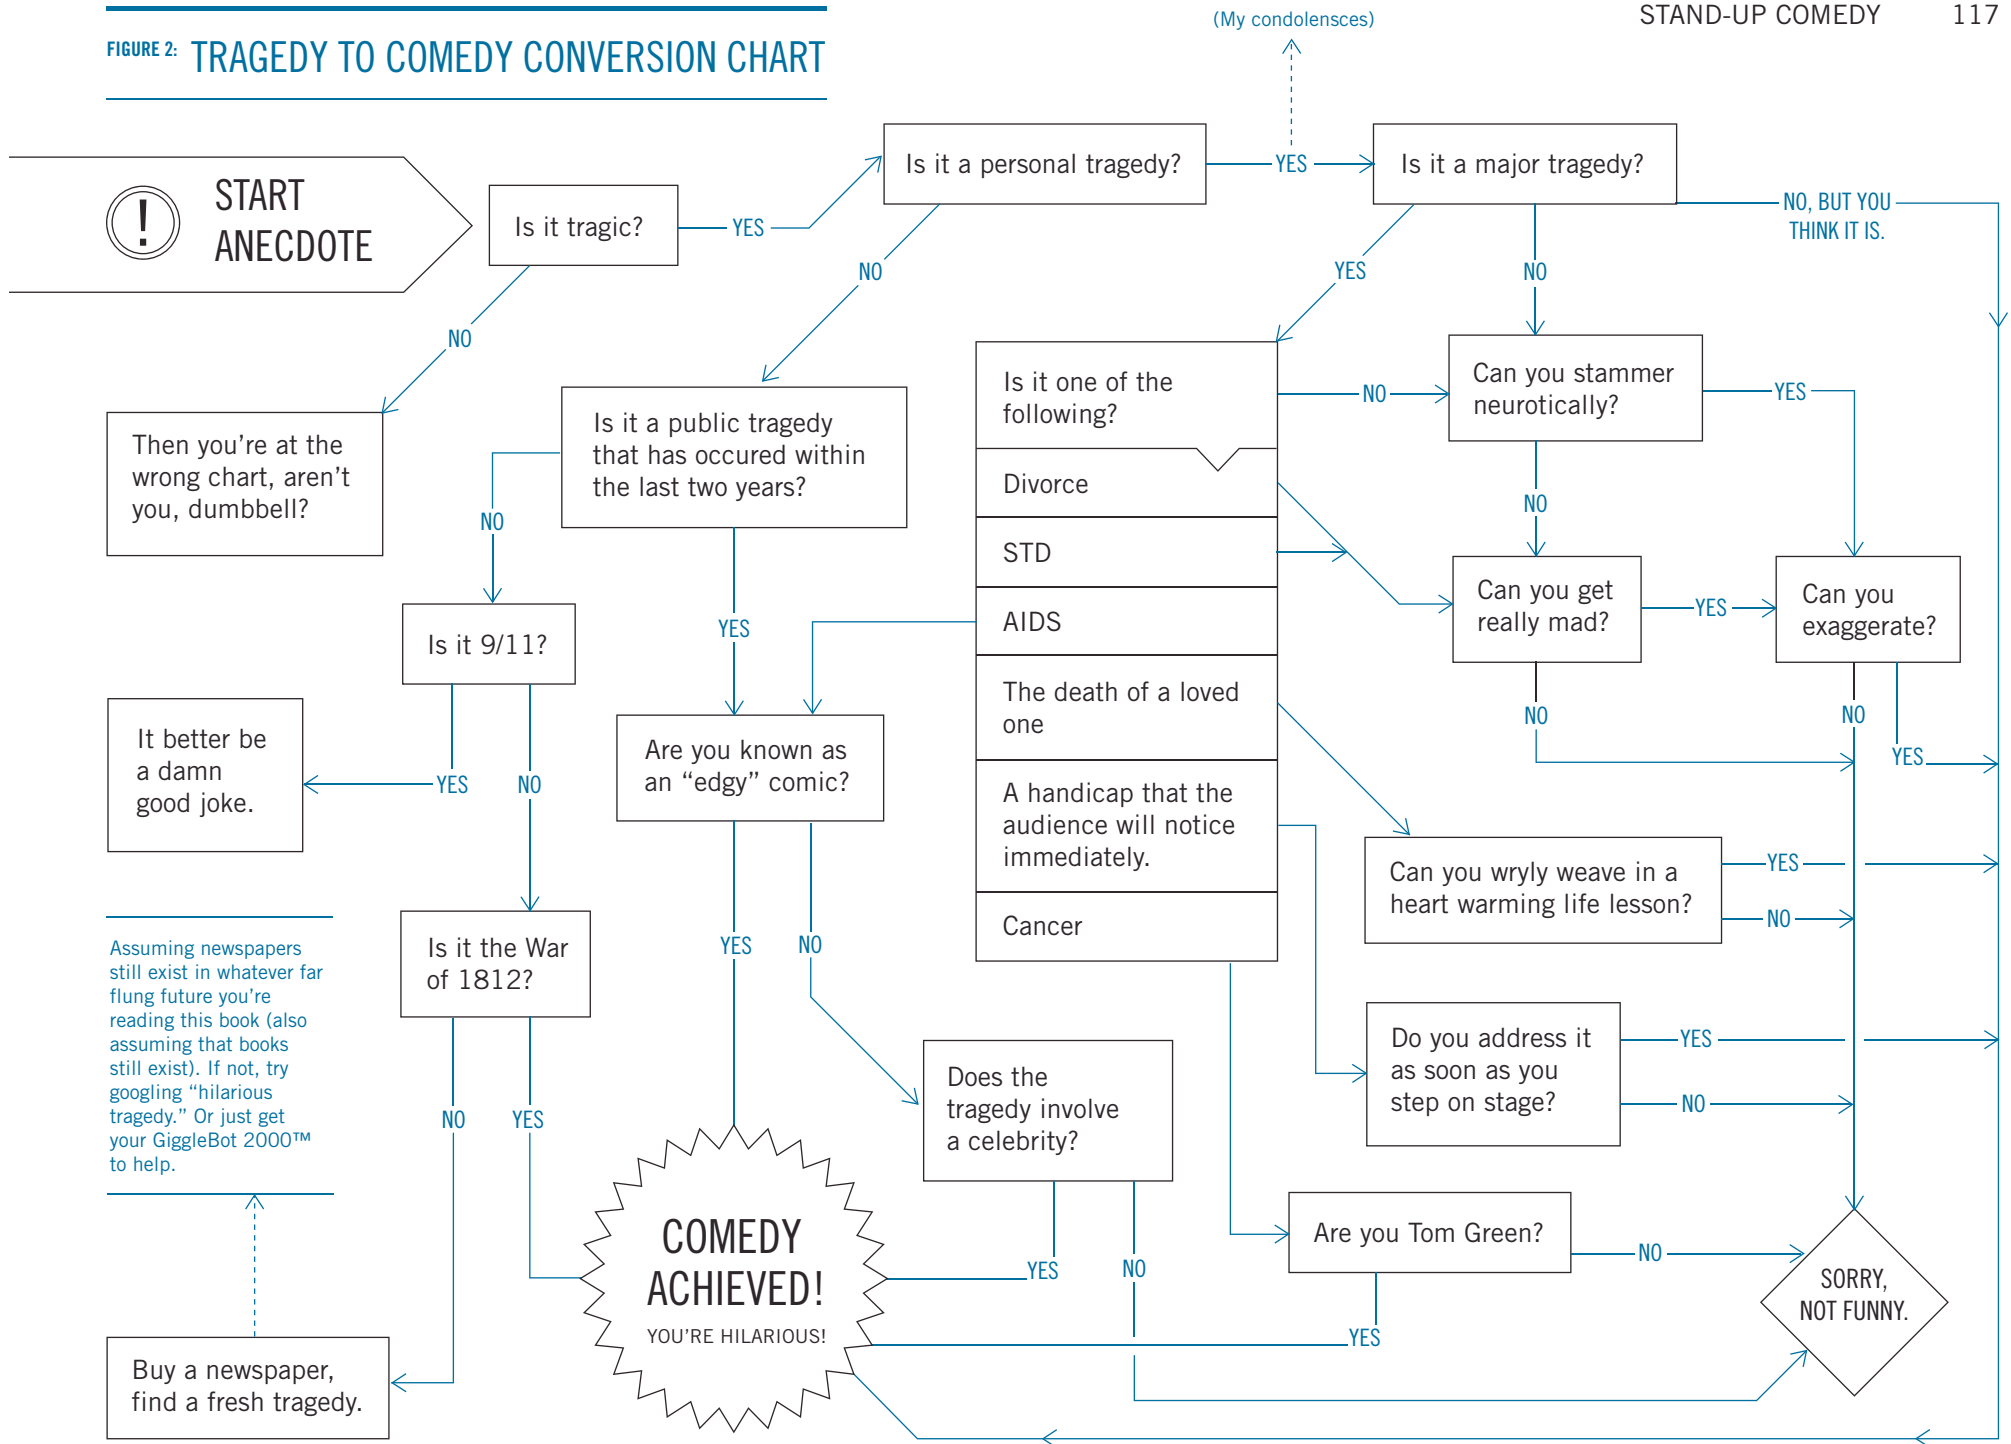 (My condolensces)
STAND-UP COMEDY 117
FIGURE 2: TRAGEDY TO COMEDY CONVERSION CHART
!
START
ANECDOTE
Is it tragic?
YES
NO
Then you’re at the
wrong chart, aren’t
you, dumbbell?
Is it a personal tragedy?
YES
NO
Is it a major tragedy?
NO, BUT YOU
THINK IT IS.
YES
NO
Is it a public tragedy
that has occured within
the last two years?
NO
YES
Is it one of the
following?
NO
Divorce
STD
AIDS
The death of a loved
one
A handicap that the
audience will notice
immediately.
Cancer
Can you stammer
neurotically?
YES
NO
Can you get
really mad?
YES
NO
Can you
exaggerate?
NO
YES
Is it 9/11?
YES
NO
It better be
a damn
good joke.
Are you known as
an “edgy” comic?
YES
NO
Can you wryly weave in a
heart warming life lesson?
YES
NO
Is it the War
of 1812?
NO
YES
Assuming newspapers
still exist in whatever far
flung future you’re
reading this book (also
assuming that books
still exist). If not, try
googling “hilarious
tragedy.” Or just get
your GiggleBot 2000™
to help.
Do you address it
as soon as you
step on stage?
YES
NO
Does the
tragedy involve
a celebrity?
YES
NO
Are you Tom Green?
NO
YES
COMEDY
ACHIEVED!
YOU’RE HILARIOUS!
SORRY,
NOT FUNNY.
Buy a newspaper,
find a fresh tragedy.